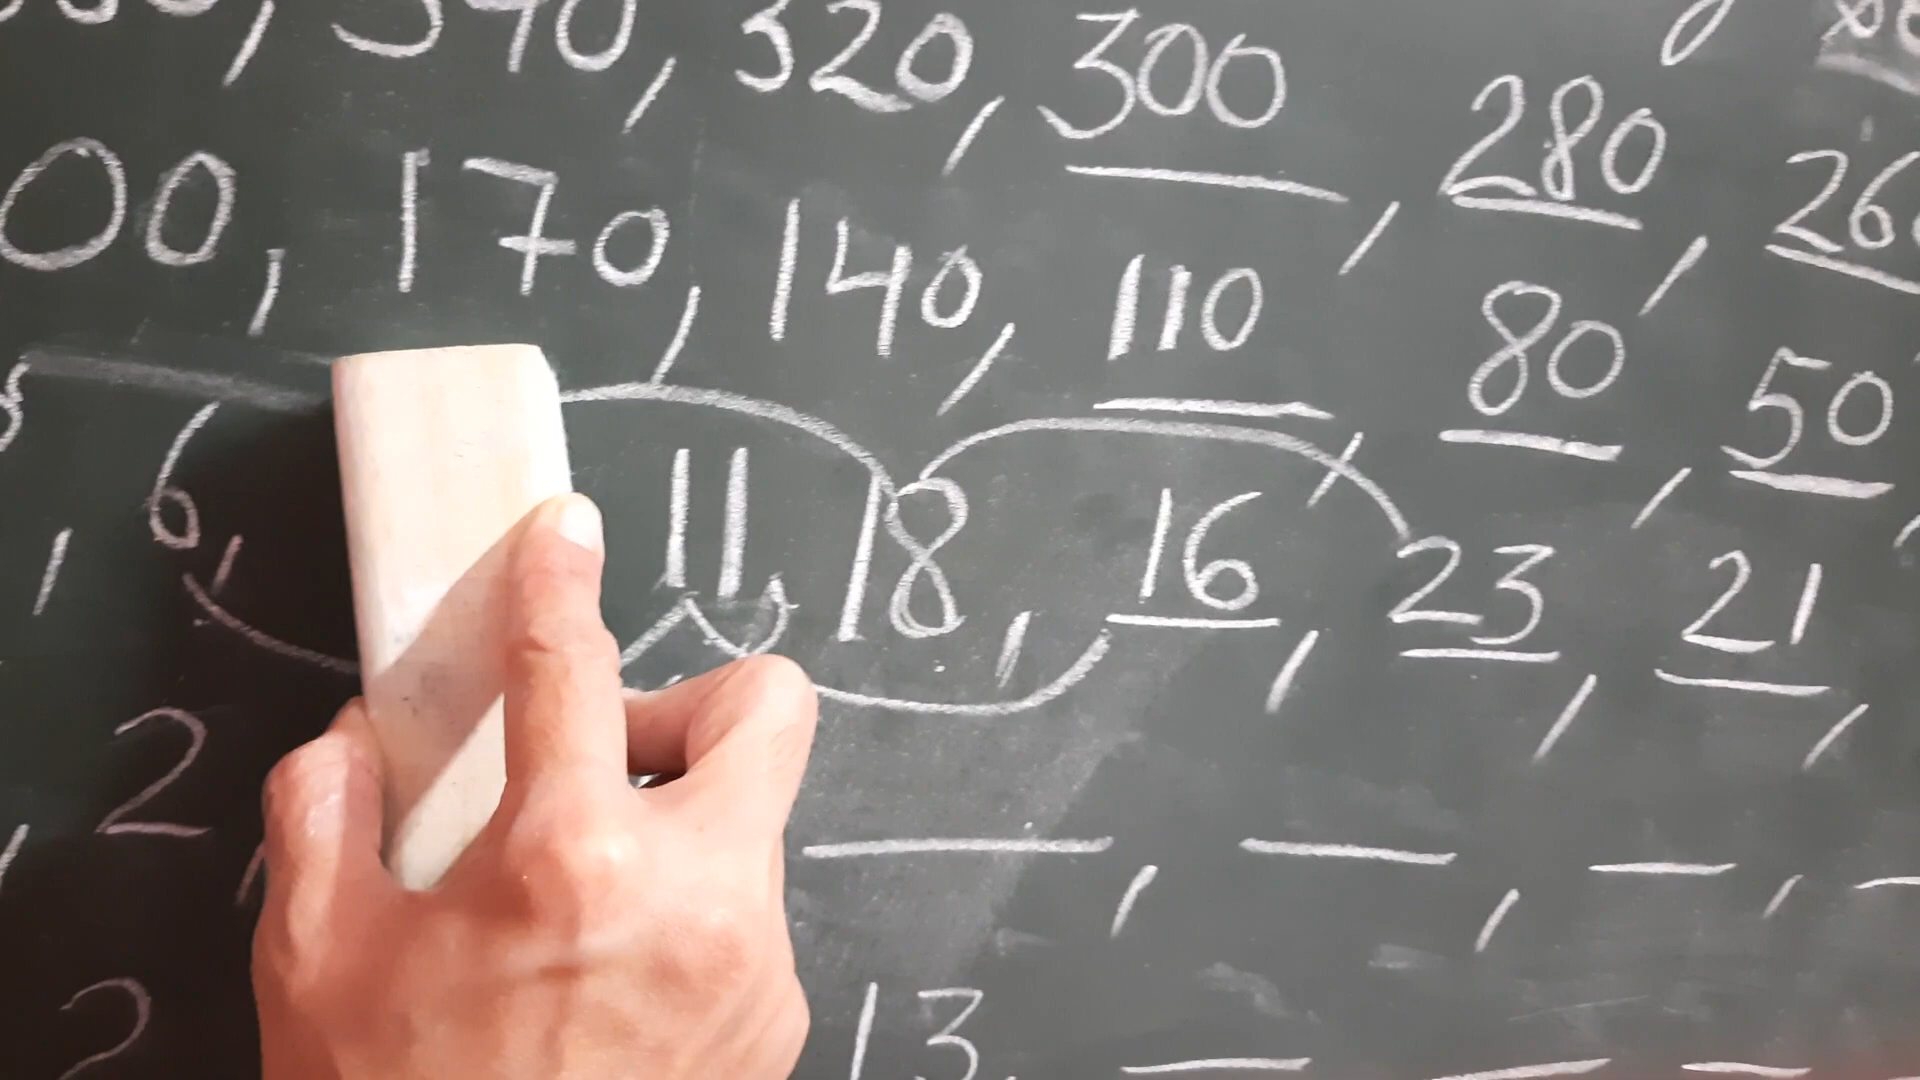 340, 320, 300, 280, 26
00, 170, 140, 110, 80, 50
, 6, 11, 18, 16, 23, 21,
, 2 , , ,
2 13,